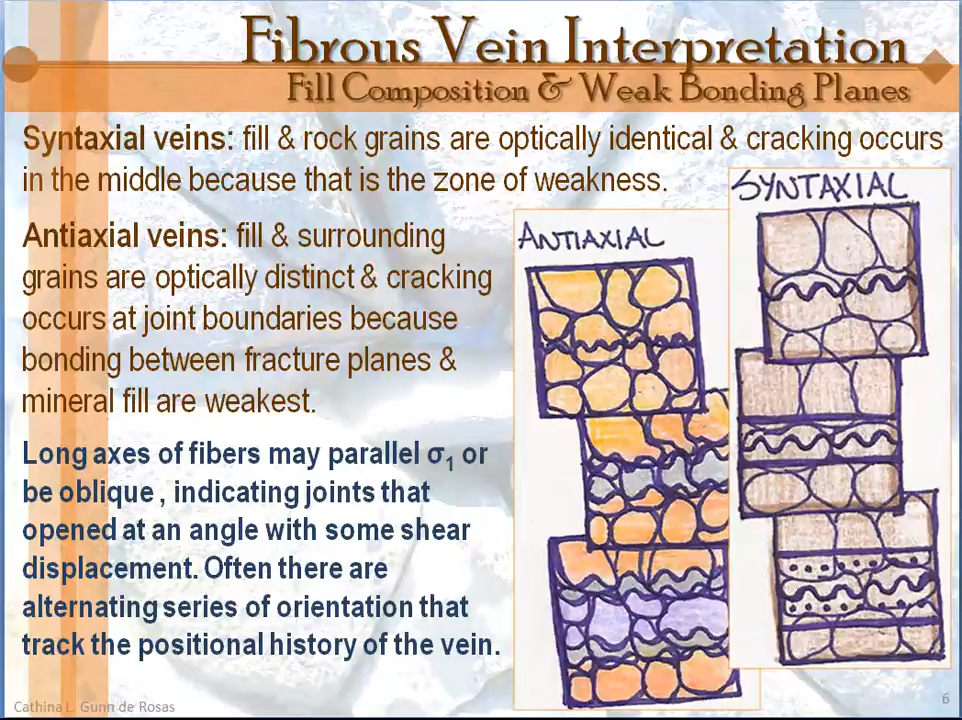 Fibrous Vein Interpretation
Fill Composition & Weak Bonding Planes
Syntaxial veins: fill & rock grains are optically identical & cracking occurs
in the middle because that is the zone of weakness.
Antiaxial veins: fill & surrounding
grains are optically distinct & cracking
occurs at joint boundaries because
bonding between fracture planes &
mineral fill are weakest.
Long axes of fibers may parallel σ1 or
be oblique , indicating joints that
opened at an angle with some shear
displacement. Often there are
alternating series of orientation that
track the positional history of the vein.
ANTIAXIAL
SYNTAXIAL
Cathina L. Gunn de Rosas
6